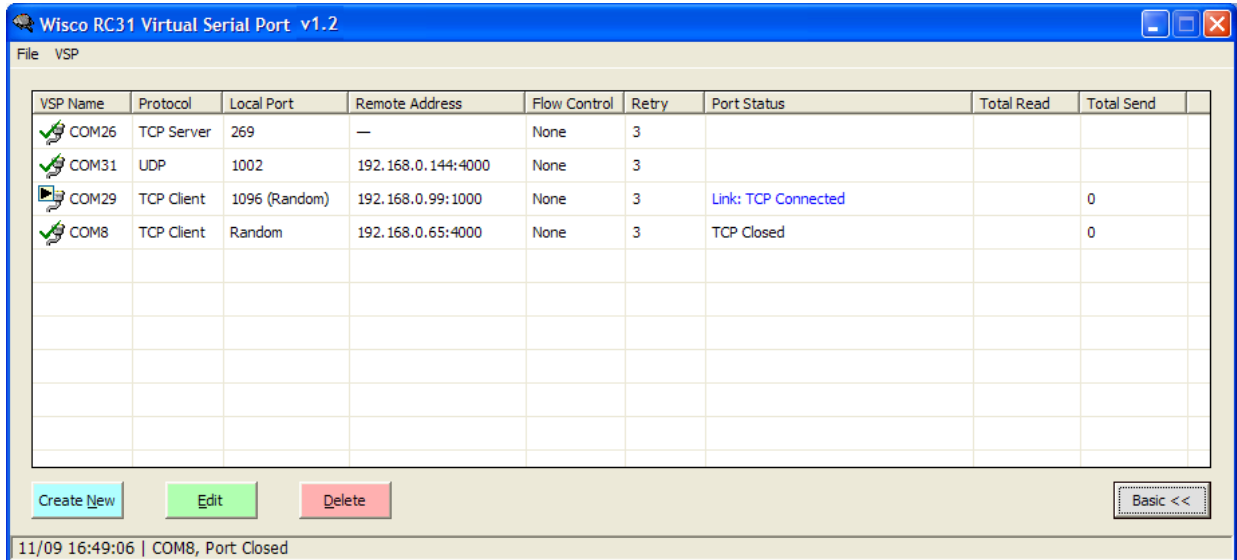 Wisco RC31 Virtual Serial Port v1.2
File VSP
VSP Name Protocol Local Port Remote Address Flow Control Retry Port Status Total Read Total Send
COM26 TCP Server 269 — None 3
COM31 UDP 1002 192.168.0.144:4000 None 3
COM29 TCP Client 1096 (Random) 192.168.0.99:1000 None 3 Link: TCP Connected 0
COM8 TCP Client Random 192.168.0.65:4000 None 3 TCP Closed 0
Create New Edit Delete Basic <<
11/09 16:49:06 | COM8, Port Closed